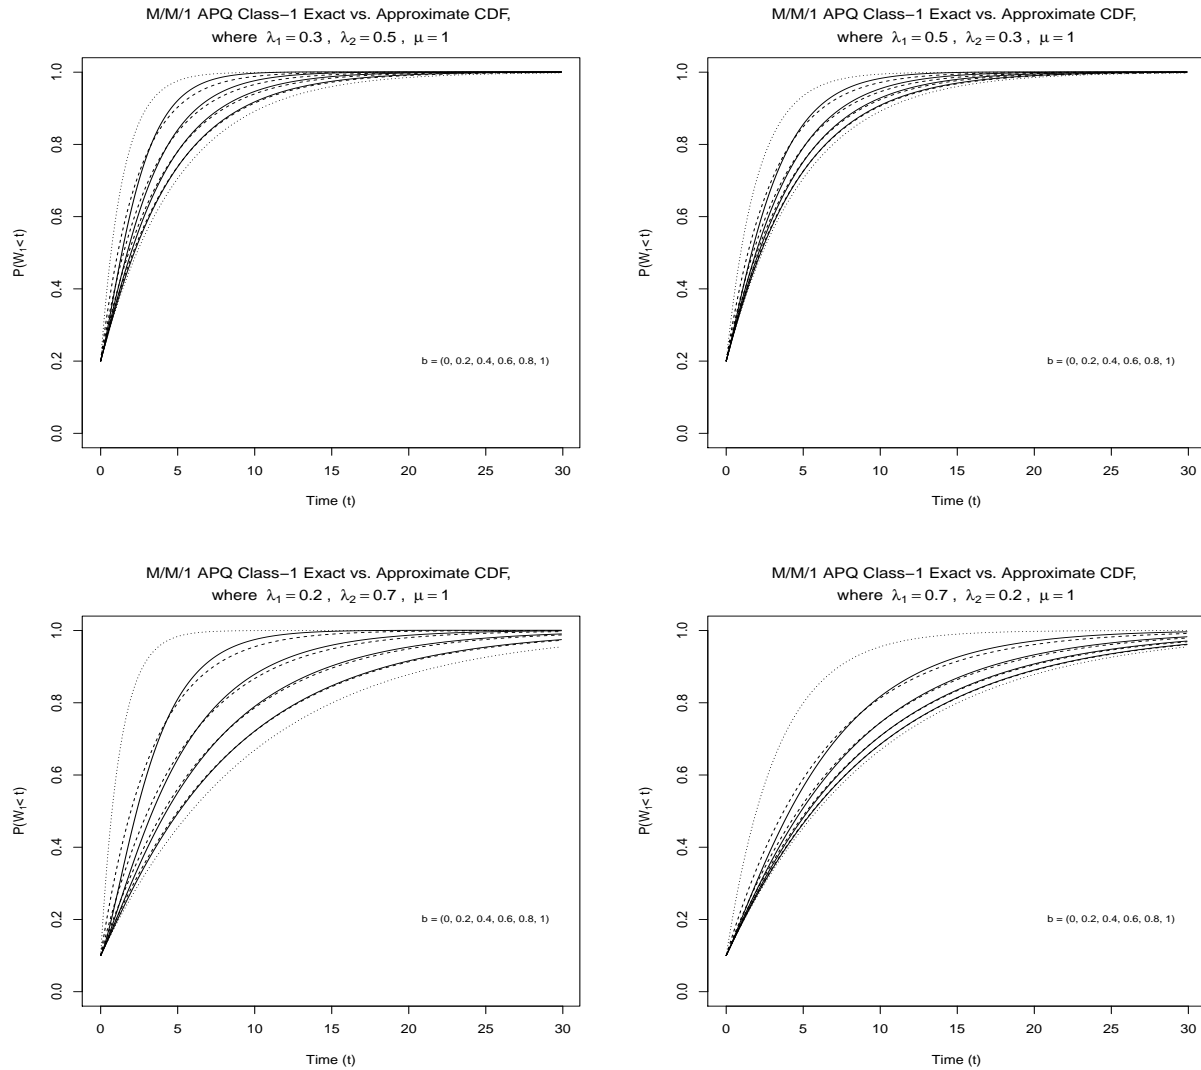 M/M/1 APQ Class−1 Exact vs. Approximate CDF,
where λ₁ = 0.3 , λ₂ = 0.5 , μ = 1
P(W₁< t)
1.0
0.8
0.6
0.4
0.2
0.0
b = (0, 0.2, 0.4, 0.6, 0.8, 1)
0 5 10 15 20 25 30
Time (t)
M/M/1 APQ Class−1 Exact vs. Approximate CDF,
where λ₁ = 0.5 , λ₂ = 0.3 , μ = 1
P(W₁< t)
1.0
0.8
0.6
0.4
0.2
0.0
b = (0, 0.2, 0.4, 0.6, 0.8, 1)
0 5 10 15 20 25 30
Time (t)
M/M/1 APQ Class−1 Exact vs. Approximate CDF,
where λ₁ = 0.2 , λ₂ = 0.7 , μ = 1
P(W₁< t)
1.0
0.8
0.6
0.4
0.2
0.0
b = (0, 0.2, 0.4, 0.6, 0.8, 1)
0 5 10 15 20 25 30
Time (t)
M/M/1 APQ Class−1 Exact vs. Approximate CDF,
where λ₁ = 0.7 , λ₂ = 0.2 , μ = 1
P(W₁< t)
1.0
0.8
0.6
0.4
0.2
0.0
b = (0, 0.2, 0.4, 0.6, 0.8, 1)
0 5 10 15 20 25 30
Time (t)